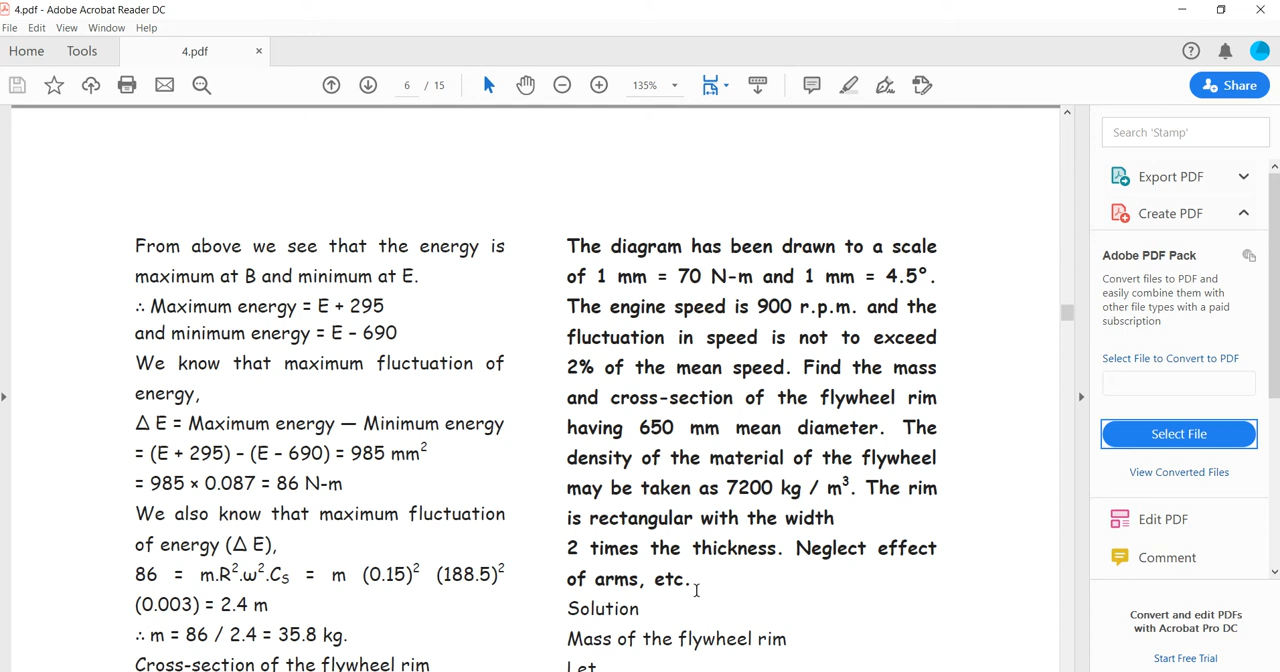 4.pdf - Adobe Acrobat Reader DC
File Edit View Window Help
Home Tools 4.pdf ×
6 / 15 135% Share
From above we see that the energy is
maximum at B and minimum at E.
∴ Maximum energy = E + 295
and minimum energy = E – 690
We know that maximum fluctuation of
energy,
Δ E = Maximum energy — Minimum energy
= (E + 295) – (E – 690) = 985 mm²
= 985 × 0.087 = 86 N-m
We also know that maximum fluctuation
of energy (Δ E),
86 = m.R².ω².Cₛ = m (0.15)² (188.5)²
(0.003) = 2.4 m
∴ m = 86 / 2.4 = 35.8 kg.
Cross-section of the flywheel rim
The diagram has been drawn to a scale
of 1 mm = 70 N-m and 1 mm = 4.5°.
The engine speed is 900 r.p.m. and the
fluctuation in speed is not to exceed
2% of the mean speed. Find the mass
and cross-section of the flywheel rim
having 650 mm mean diameter. The
density of the material of the flywheel
may be taken as 7200 kg / m³. The rim
is rectangular with the width
2 times the thickness. Neglect effect
of arms, etc.
Solution
Mass of the flywheel rim
Let
Search 'Stamp'
Export PDF
Create PDF
Adobe PDF Pack
Convert files to PDF and
easily combine them with
other file types with a paid
subscription
Select File to Convert to PDF
Select File
View Converted Files
Edit PDF
Comment
Convert and edit PDFs
with Acrobat Pro DC
Start Free Trial